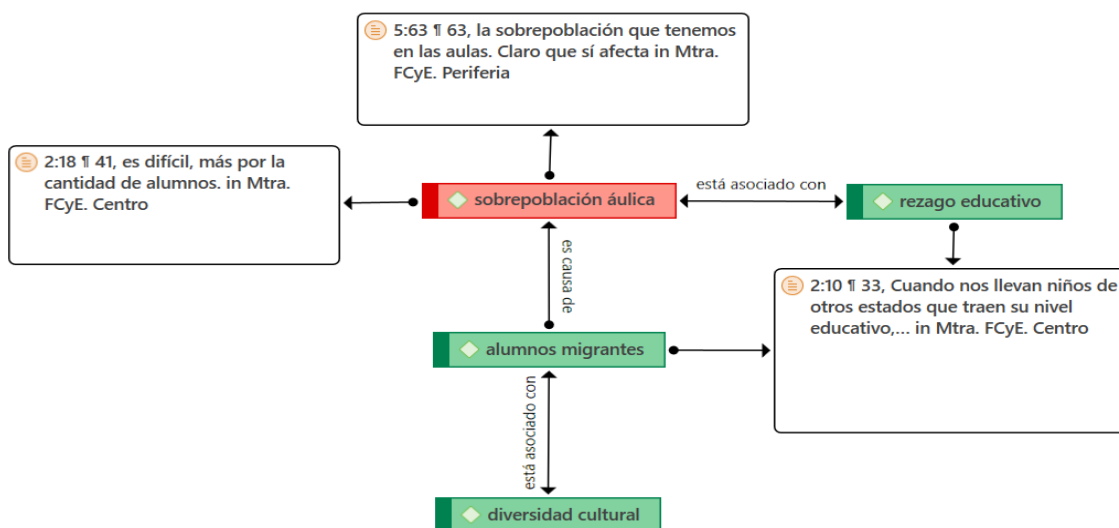 5:63 ¶ 63, la sobrepoblación que tenemos
en las aulas. Claro que sí afecta in Mtra.
FCyE. Periferia
2:18 ¶ 41, es difícil, más por la
cantidad de alumnos. in Mtra.
FCyE. Centro
sobrepoblación áulica
está asociado con
rezago educativo
es causa de
2:10 ¶ 33, Cuando nos llevan niños de
otros estados que traen su nivel
educativo,... in Mtra. FCyE. Centro
alumnos migrantes
está asociado con
diversidad cultural